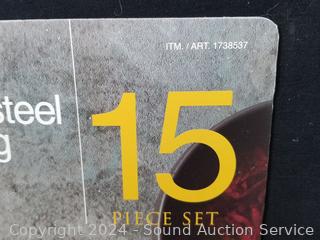 ITM. / ART. 1738537
steel
g
15
PIECE SET
Copyright 2024 - Sound Auction Service